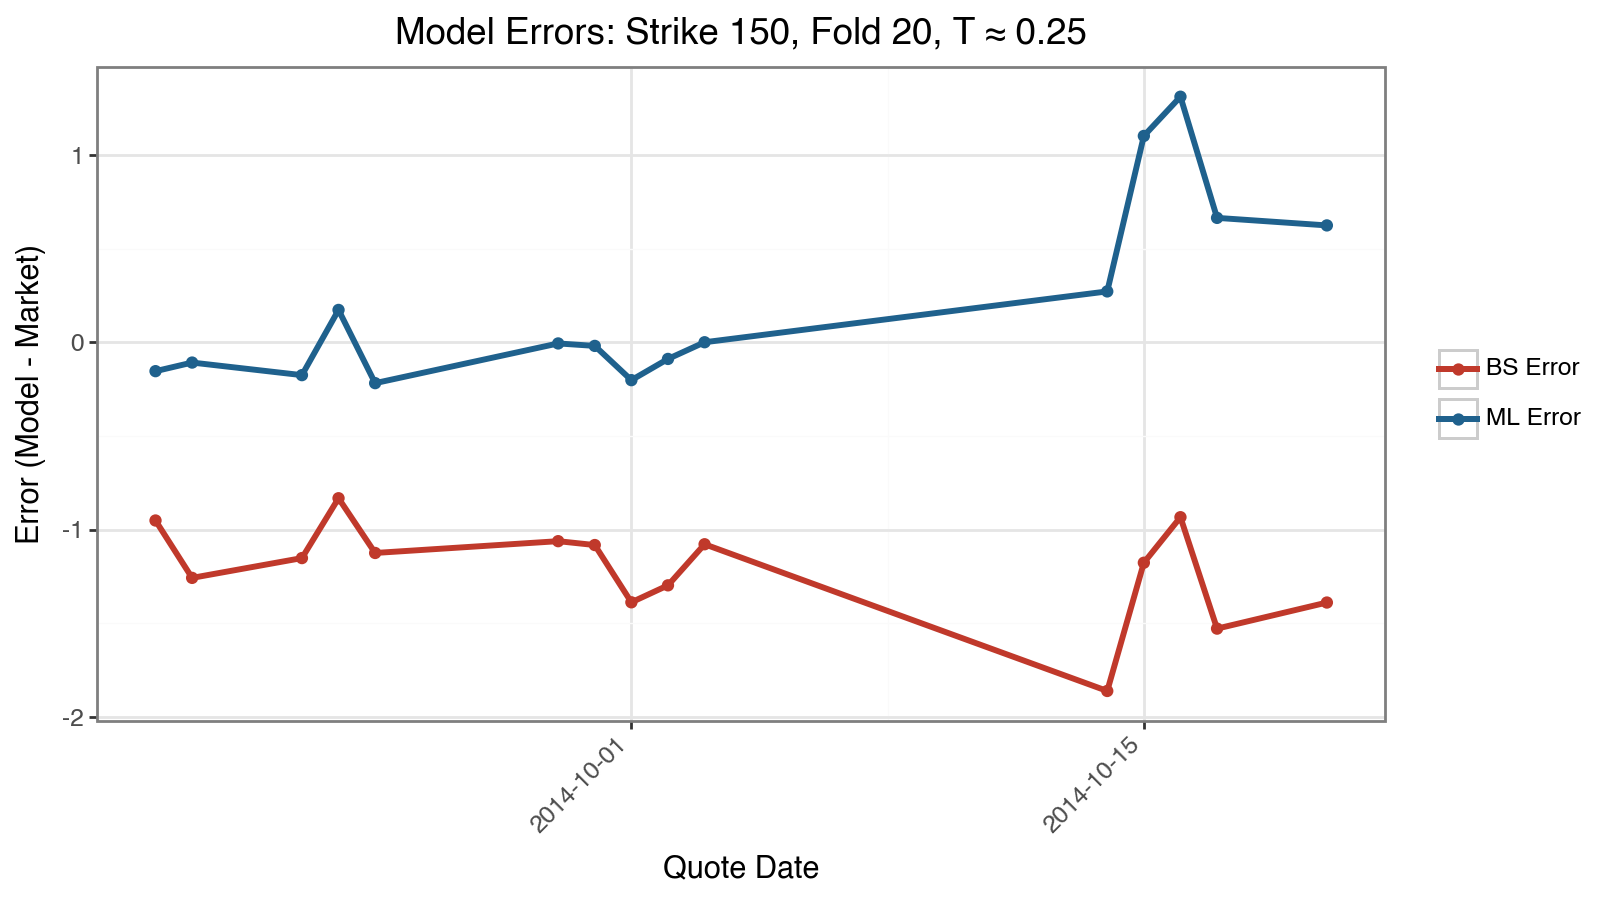 Model Errors: Strike 150, Fold 20, T ≈ 0.25
Error (Model - Market)
1
0
-1
-2
2014-10-01
2014-10-15
Quote Date
BS Error
ML Error